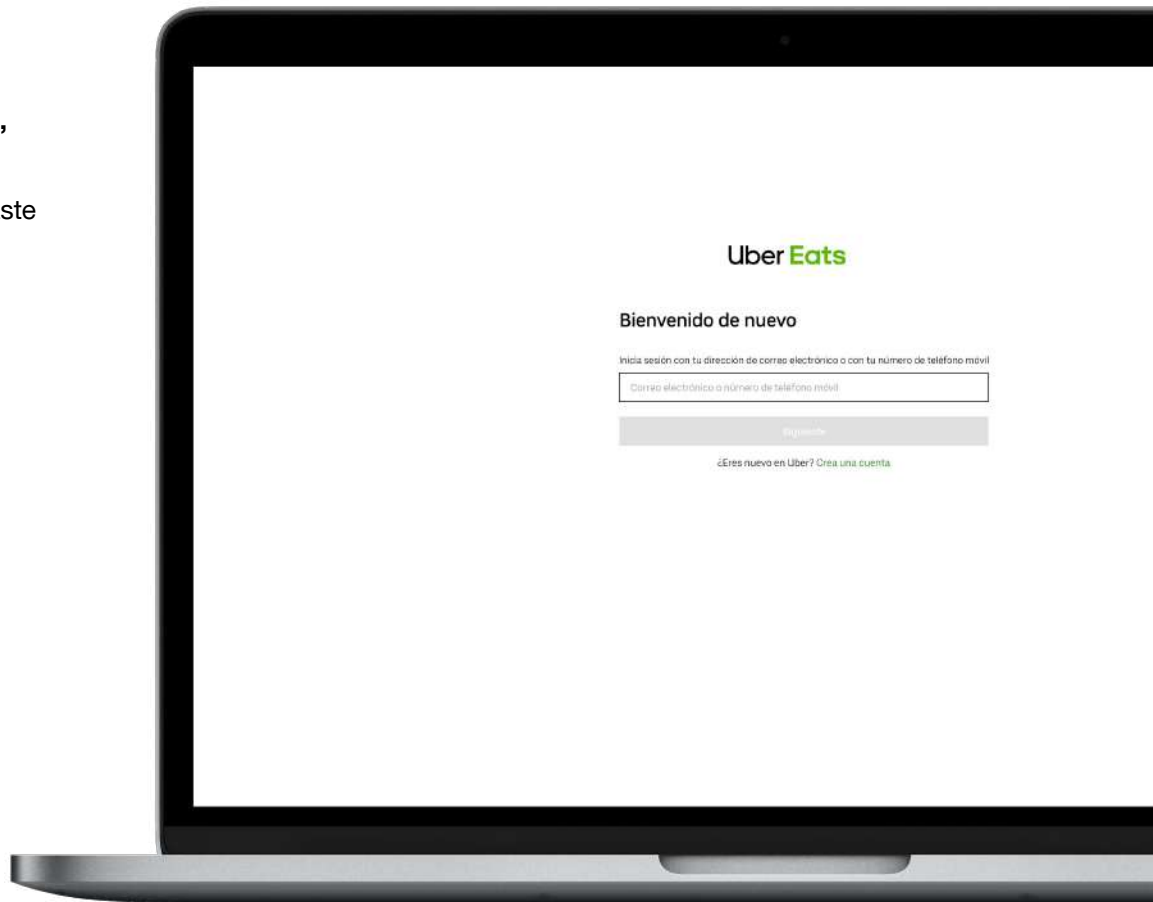 ,
ste
Uber Eats
Bienvenido de nuevo
Inicia sesión con tu dirección de correo electrónico o con tu número de teléfono móvil
Correo electrónico o número de teléfono móvil
Siguiente
¿Eres nuevo en Uber? Crea una cuenta